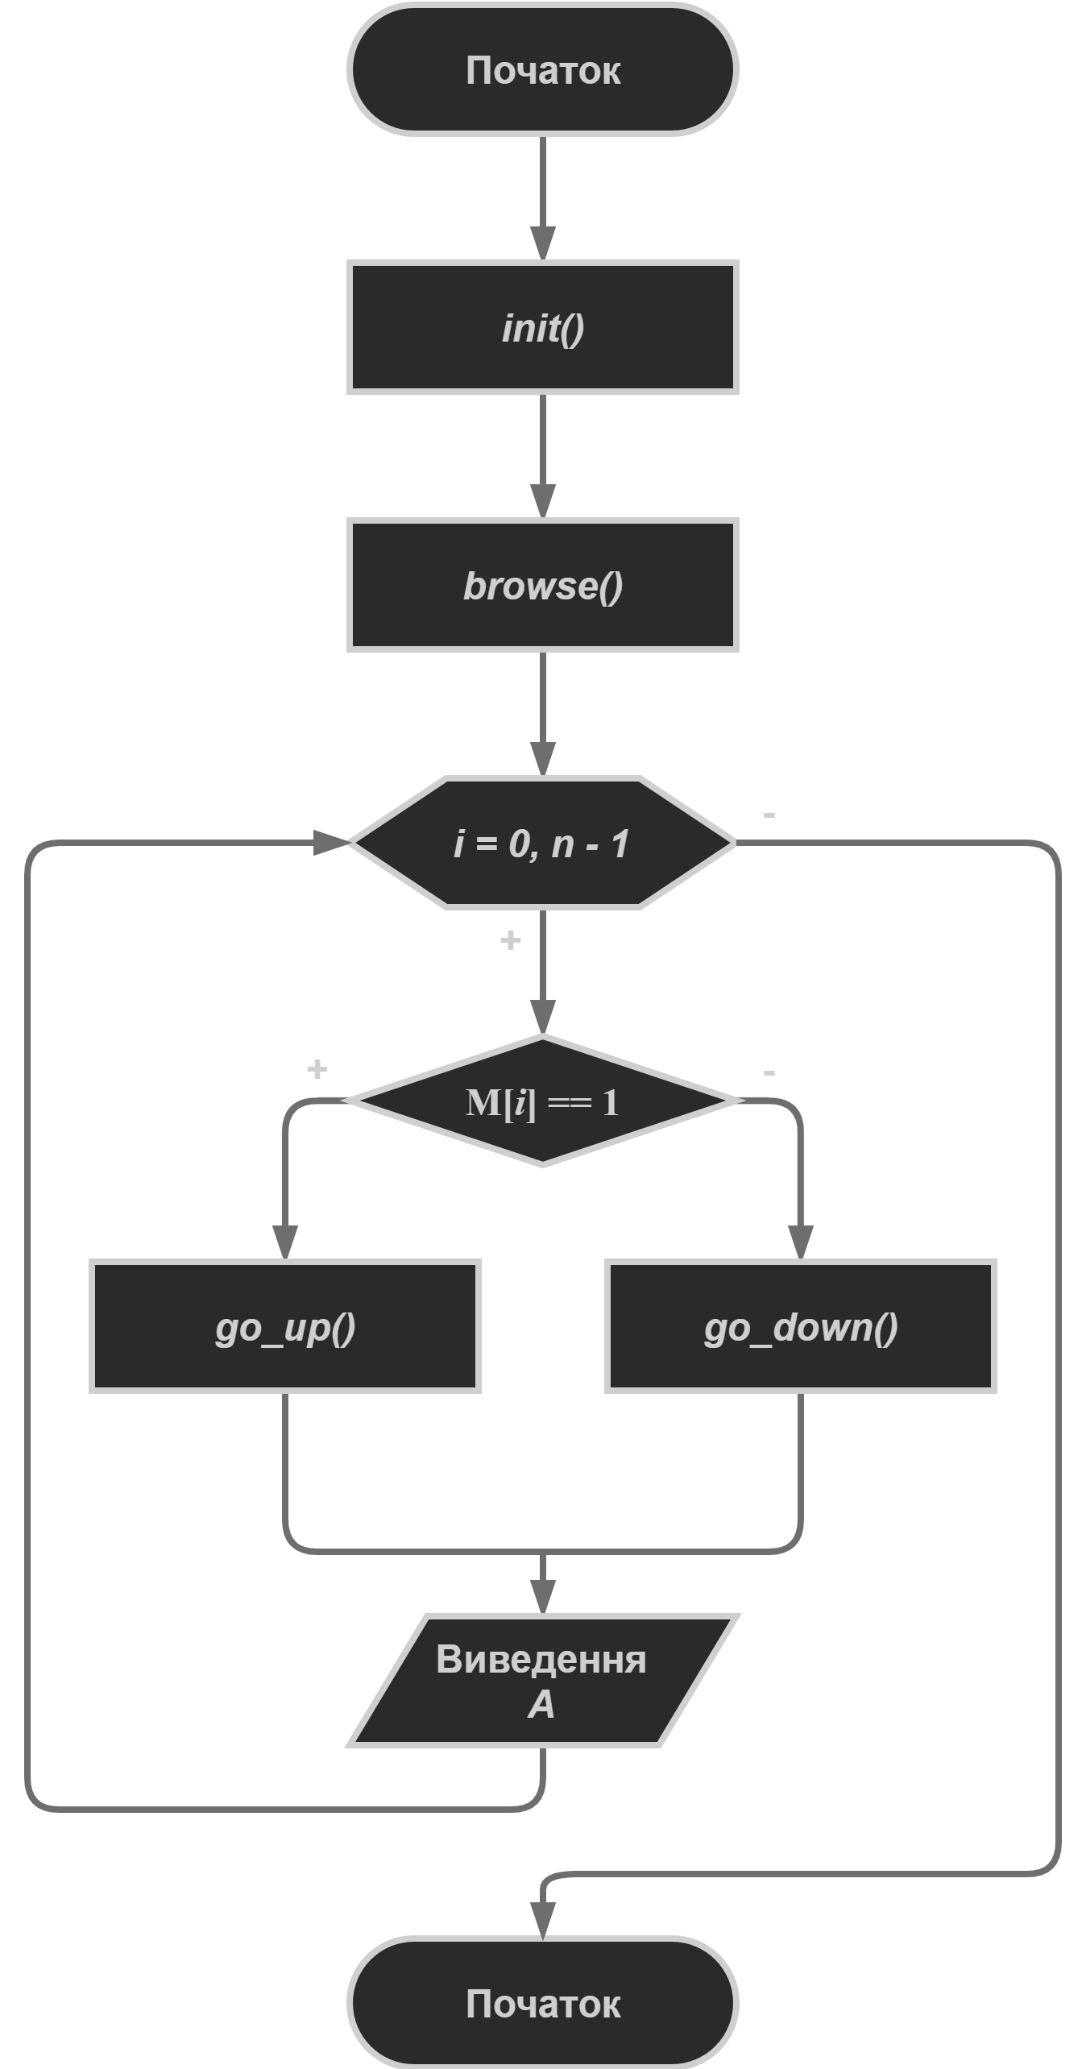 Початок
init()
browse()
i = 0, n - 1
-
+
+
-
M[i] == 1
go_up()
go_down()
Виведення
A
Початок